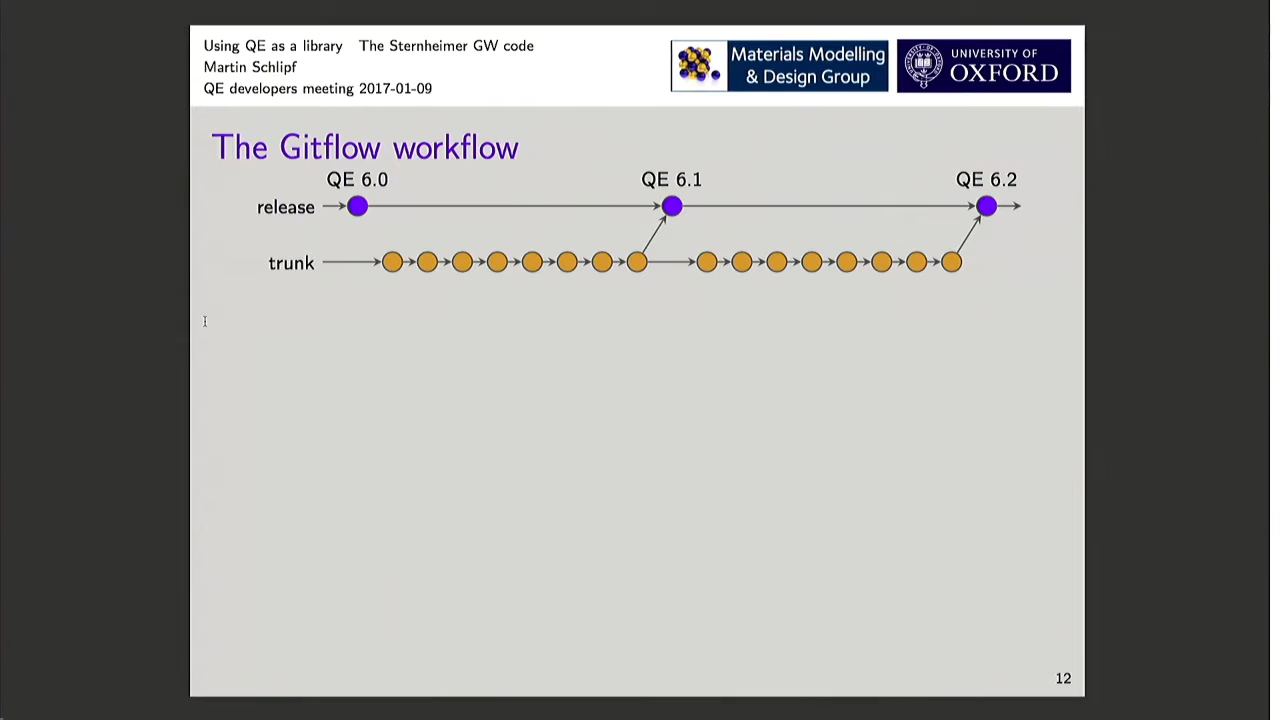 Using QE as a library The Sternheimer GW code
Martin Schlipf
QE developers meeting 2017-01-09
Materials Modelling
& Design Group
UNIVERSITY OF
OXFORD
The Gitflow workflow
QE 6.0 QE 6.1 QE 6.2
release
trunk
12